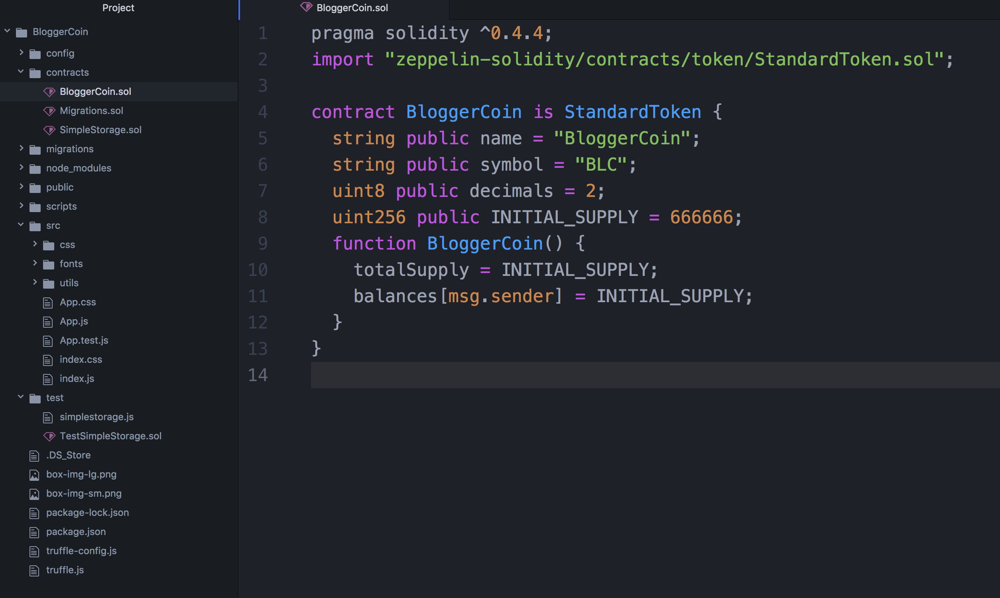 Project
BloggerCoin
config
contracts
BloggerCoin.sol
Migrations.sol
SimpleStorage.sol
migrations
node_modules
public
scripts
src
css
fonts
utils
App.css
App.js
App.test.js
index.css
index.js
test
simplestorage.js
TestSimpleStorage.sol
.DS_Store
box-img-lg.png
box-img-sm.png
package-lock.json
package.json
truffle-config.js
truffle.js
BloggerCoin.sol
1 pragma solidity ^0.4.4;
2 import "zeppelin-solidity/contracts/token/StandardToken.sol";
3
4 contract BloggerCoin is StandardToken {
5   string public name = "BloggerCoin";
6   string public symbol = "BLC";
7   uint8 public decimals = 2;
8   uint256 public INITIAL_SUPPLY = 666666;
9   function BloggerCoin() {
10     totalSupply = INITIAL_SUPPLY;
11     balances[msg.sender] = INITIAL_SUPPLY;
12   }
13 }
14